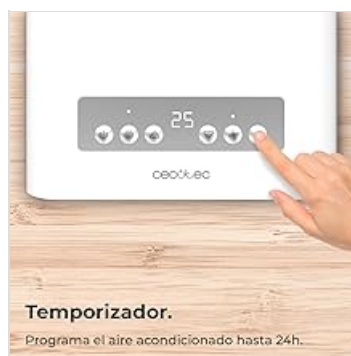 25
cecotec
Temporizador.
Programa el aire acondicionado hasta 24h.